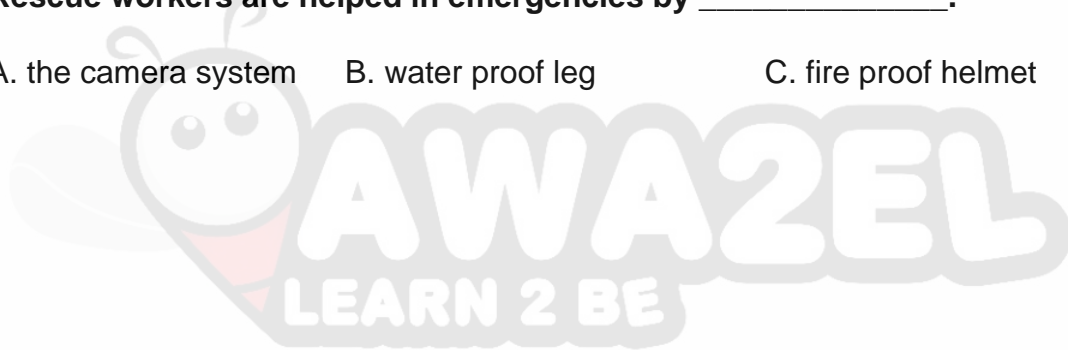 Rescue workers are helped in emergencies by ______________.
A. the camera system B. water proof leg C. fire proof helmet
AWA2EL
LEARN 2 BE